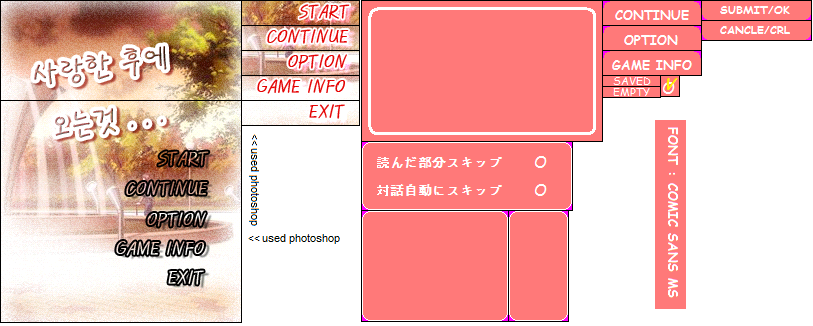 사랑한 후에
오는것 ...
START
CONTINUE
OPTION
GAME INFO
EXIT
START
CONTINUE
OPTION
GAME INFO
EXIT
<< used photoshop
<< used photoshop
読んだ部分スキップ
対話自動にスキップ
CONTINUE
OPTION
GAME INFO
SAVED
EMPTY
SUBMIT/OK
CANCLE/CRL
FONT : COMIC SANS MS